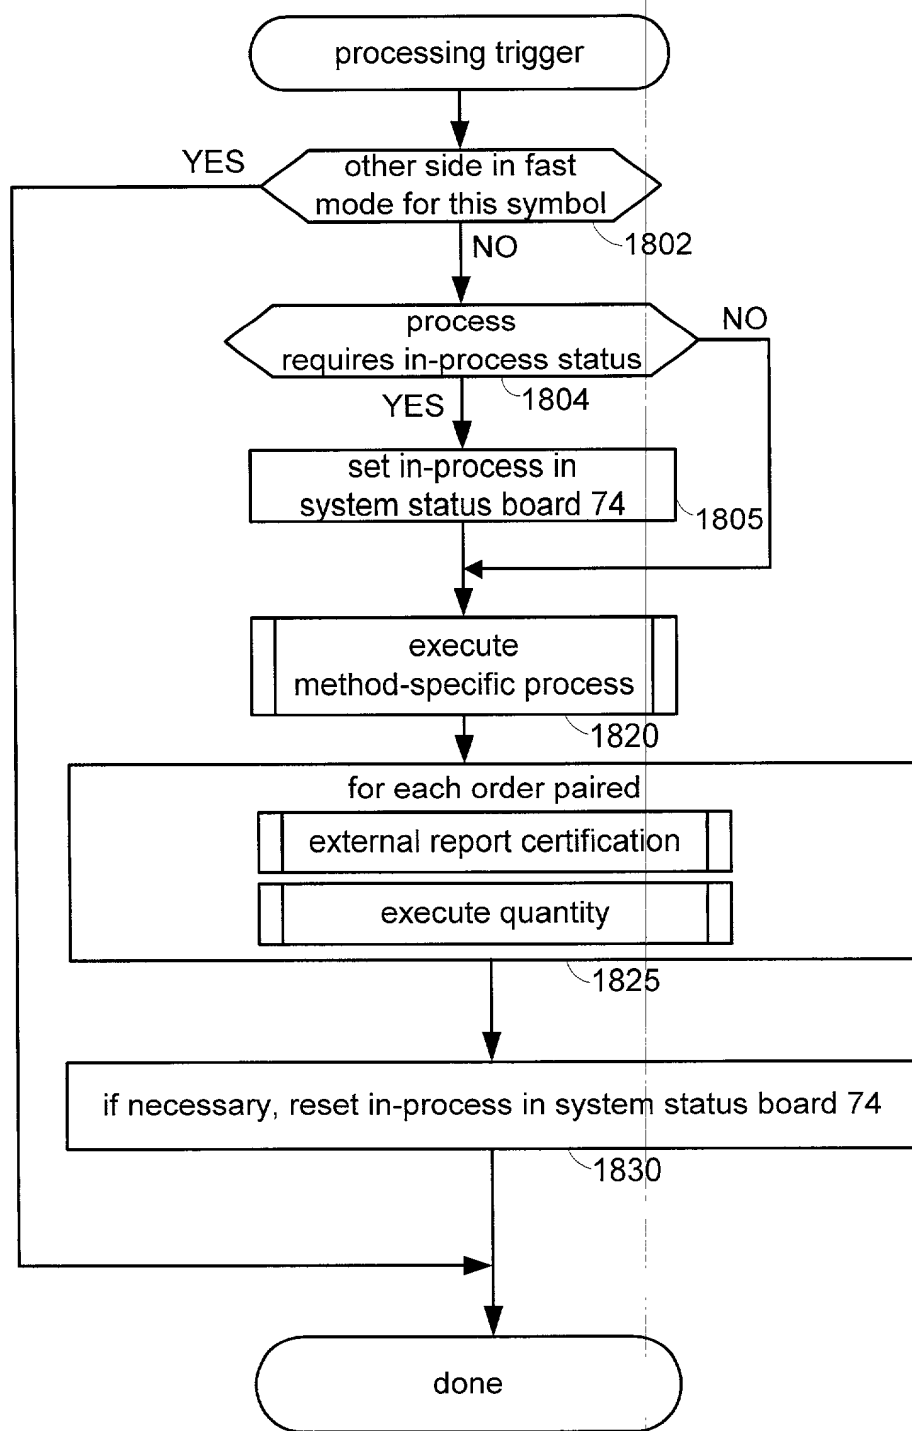 processing trigger
YES
other side in fast
mode for this symbol
1802
NO
process
requires in-process status
NO
1804
YES
set in-process in
system status board 74
1805
execute
method-specific process
1820
for each order paired
external report certification
execute quantity
1825
if necessary, reset in-process in system status board 74
1830
done